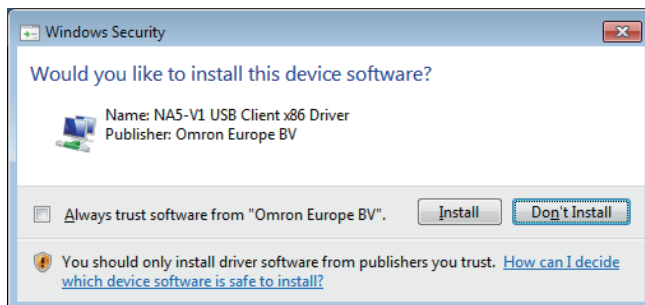 Windows Security
Would you like to install this device software?
Name: NA5-V1 USB Client x86 Driver
Publisher: Omron Europe BV
Always trust software from "Omron Europe BV".
Install
Don't Install
You should only install driver software from publishers you trust. How can I decide
which device software is safe to install?